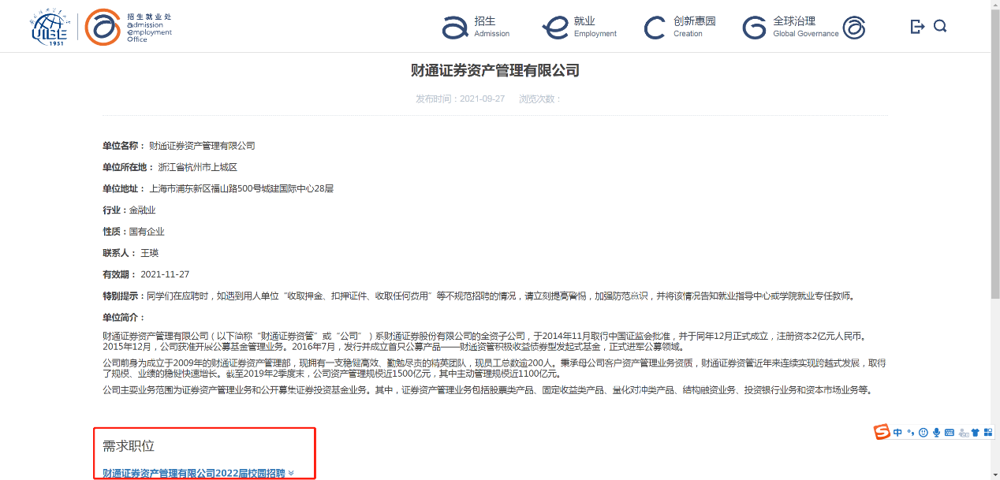 UIBE
1951
招生就业处
admission
employment
office
招生
Admission
就业
Employment
创新惠园
Creation
全球治理
Global Governance
财通证券资产管理有限公司
发布时间：2021-09-27 浏览次数：
单位名称： 财通证券资产管理有限公司
单位所在地： 浙江省杭州市上城区
单位地址： 上海市浦东新区福山路500号城建国际中心28层
行业：金融业
性质：国有企业
联系人： 王瑛
有效期： 2021-11-27
特别提示：同学们在应聘时，如遇到用人单位“收取押金、扣押证件、收取任何费用”等不规范招聘的情况，请立刻提高警惕，加强防范意识，并将该情况告知就业指导中心或学院就业专任教师。
单位简介：
财通证券资产管理有限公司（以下简称“财通证券资管”或“公司”）系财通证券股份有限公司的全资子公司，于2014年11月取得中国证监会批准，并于同年12月正式成立，注册资本2亿元人民币。
2015年12月，公司获准开展公募基金管理业务。2016年7月，发行并成立首只公募产品——财通资管积极收益债券型发起式基金，正式进军公募领域。
公司前身为成立于2009年的财通证券资产管理部，现拥有一支稳健高效、勤勉尽责的精英团队，现员工总数逾200人。秉承母公司客户资产管理业务资质，财通证券资管近年来连续实现跨越式发展，取得
了规模、业绩的稳健快速增长。截至2019年2季度末，公司资产管理规模近1500亿元，其中主动管理规模近1100亿元。
公司主要业务范围为证券资产管理业务和公开募集证券投资基金业务。其中，证券资产管理业务包括股票类产品、固定收益类产品、量化对冲类产品、结构融资业务、投资银行业务和资本市场业务等。
中
需求职位
财通证券资产管理有限公司2022届校园招聘